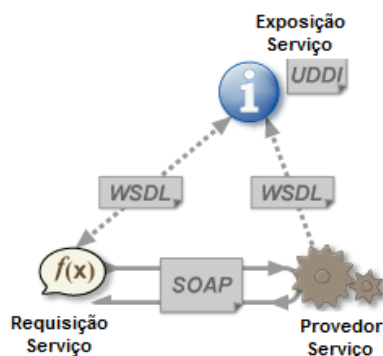 Exposição
Serviço
UDDI
WSDL
WSDL
f(x)
SOAP
Requisição
Serviço
Provedor
Serviço